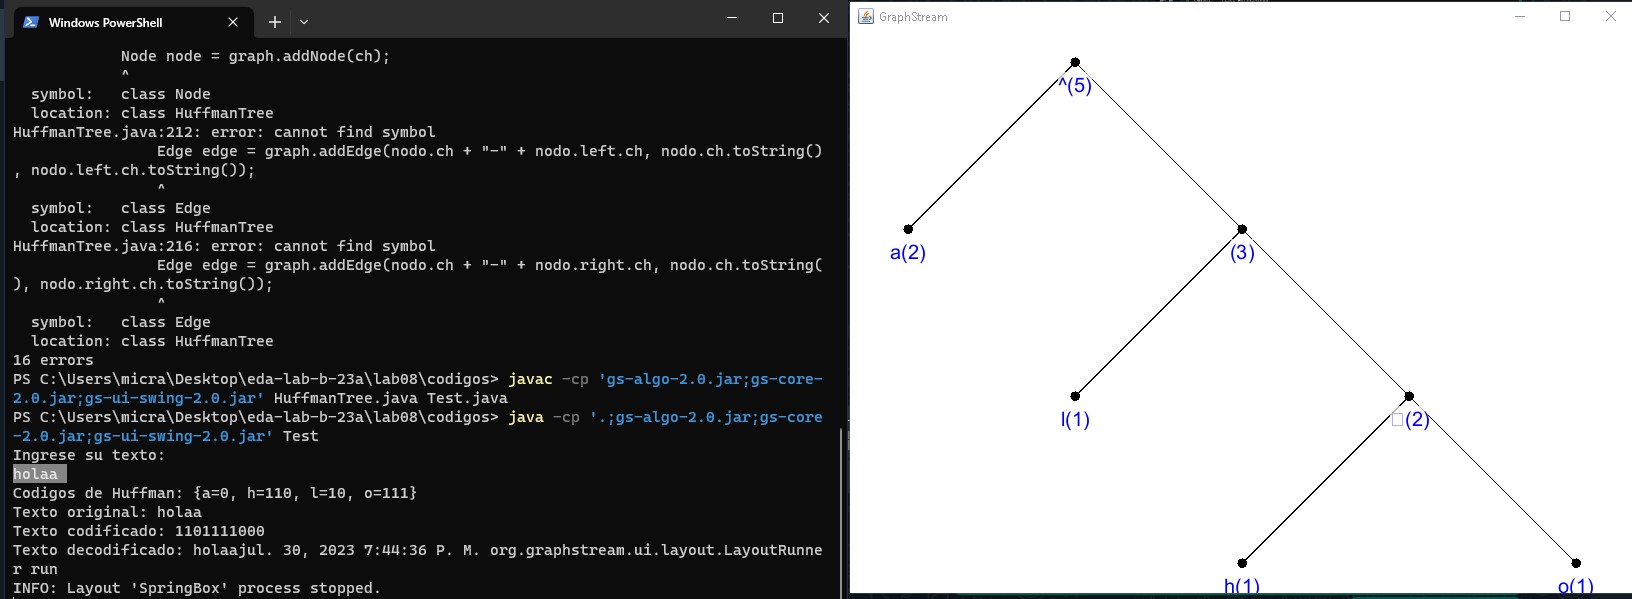 Windows PowerShell
Node node = graph.addNode(ch);
^
symbol:   class Node
location: class HuffmanTree
HuffmanTree.java:212: error: cannot find symbol
Edge edge = graph.addEdge(nodo.ch + "-" + nodo.left.ch, nodo.ch.toString()
, nodo.left.ch.toString());
^
symbol:   class Edge
location: class HuffmanTree
HuffmanTree.java:216: error: cannot find symbol
Edge edge = graph.addEdge(nodo.ch + "-" + nodo.right.ch, nodo.ch.toString(
), nodo.right.ch.toString());
^
symbol:   class Edge
location: class HuffmanTree
16 errors
PS C:\Users\micra\Desktop\eda-lab-b-23a\lab08\codigos> javac -cp 'gs-algo-2.0.jar;gs-core-
2.0.jar;gs-ui-swing-2.0.jar' HuffmanTree.java Test.java
PS C:\Users\micra\Desktop\eda-lab-b-23a\lab08\codigos> java -cp '.;gs-algo-2.0.jar;gs-core
-2.0.jar;gs-ui-swing-2.0.jar' Test
Ingrese su texto:
holaa
Codigos de Huffman: {a=0, h=110, l=10, o=111}
Texto original: holaa
Texto codificado: 1101111000
Texto decodificado: holaajul. 30, 2023 7:44:36 P. M. org.graphstream.ui.layout.LayoutRunne
r run
INFO: Layout 'SpringBox' process stopped.
GraphStream
^(5)
a(2)
(3)
l(1)
□(2)
h(1)
o(1)